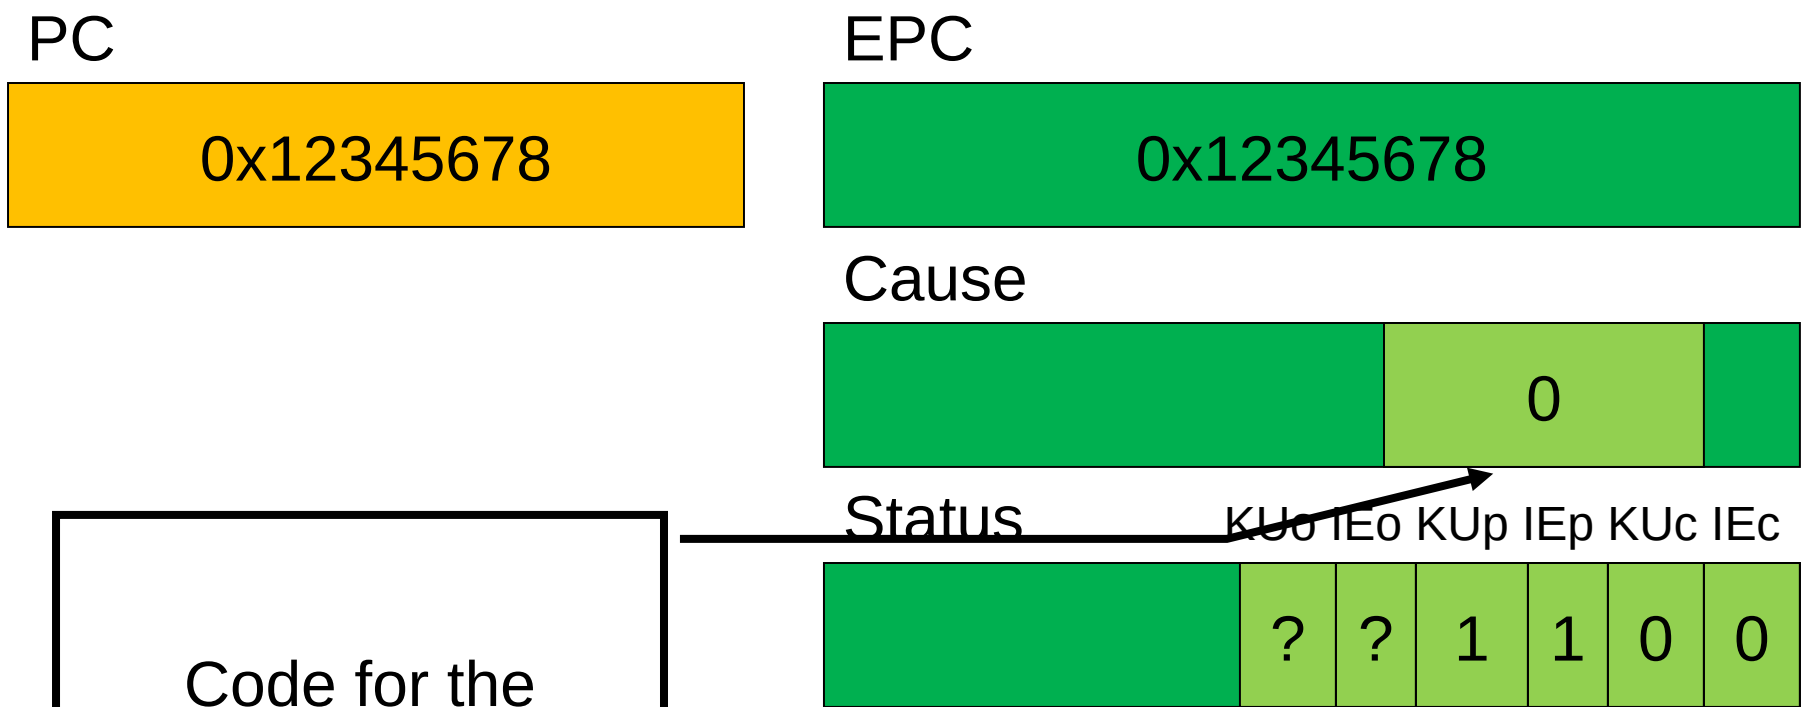 PC
EPC
0x12345678
0x12345678
Cause
0
Status
KUo IEo KUp IEp KUc IEc
? ? 1 1 0 0
Code for the